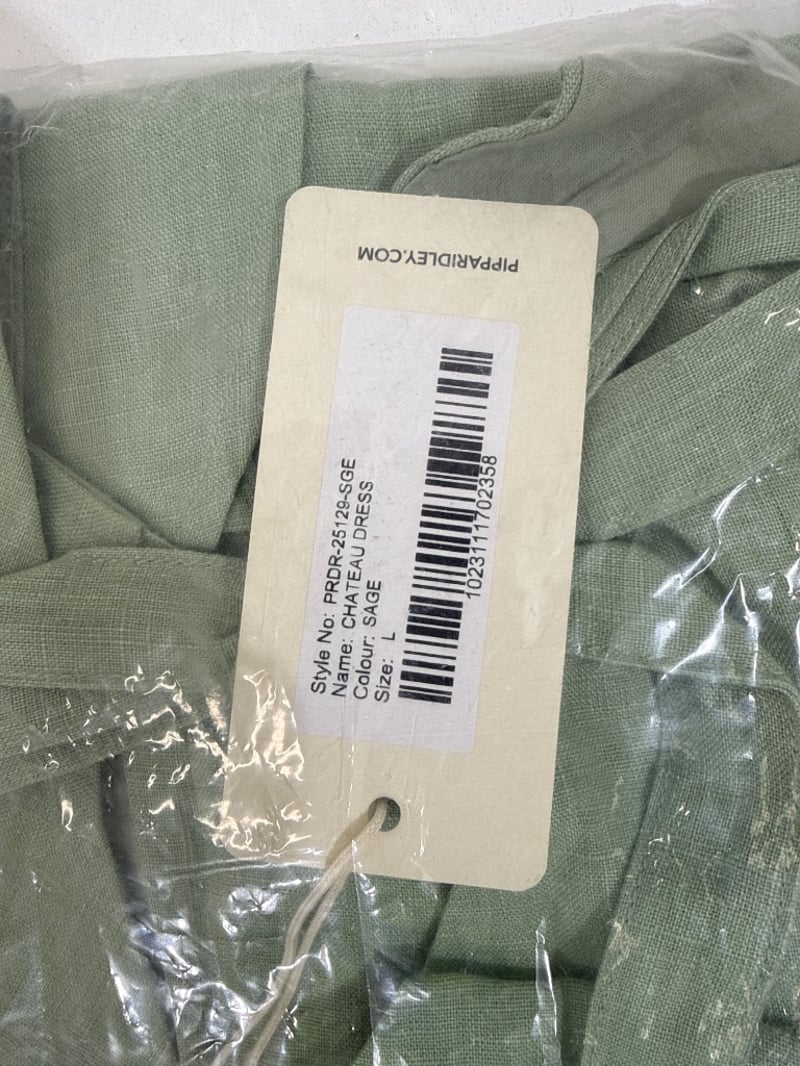 PIPPARIDLEY.COM
Style No: PRDR-25129-SGE
Name: CHATEAU DRESS
Colour: SAGE
Size: L
1023111702358